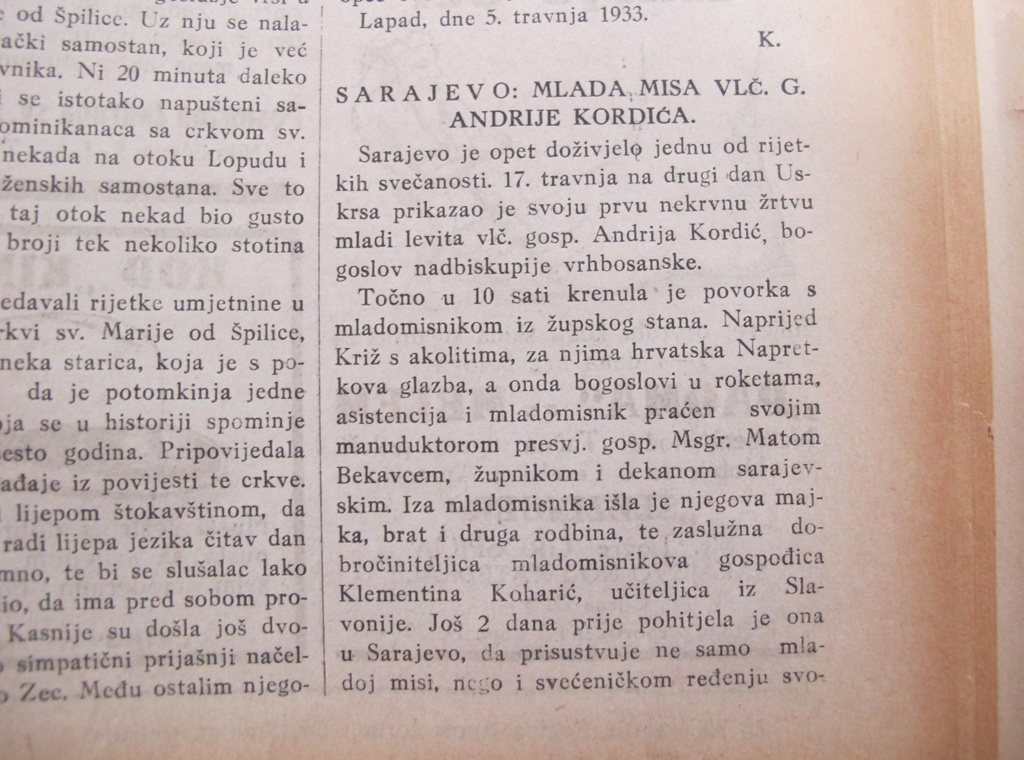 od Špilice. Uz nju se nala-
ački samostan, koji je već
vnika. Ni 20 minuta daleko
se istotako napušteni sa-
ominikanaca sa crkvom sv.
nekada na otoku Lopudu i
ženskih samostana. Sve to
taj otok nekad bio gusto
broji tek nekoliko stotina
edavali rijetke umjetnine u
rkvi sv. Marije od Špilice,
neka starica, koja je s po-
da je potomkinja jedne
ja se u historiji spominje
esto godina. Pripovijedala
ađaje iz povijesti te crkve.
lijepom štokavštinom, da
radi lijepa jezika čitav dan
mno, te bi se slušalac lako
io, da ima pred sobom pro-
Kasnije su došla još dvo-
simpatični prijašnji načel-
Zec. Među ostalim njego-
Lapad, dne 5. travnja 1933.
K.
SARAJEVO: MLADA MISA VLČ. G.
ANDRIJE KORDIĆA.
Sarajevo je opet doživjelo jednu od rijet-
kih svečanosti. 17. travnja na drugi dan Us-
krsa prikazao je svoju prvu nekrvnu žrtvu
mladi levita vlč. gosp. Andrija Kordić, bo-
goslov nadbiskupije vrhbosanske.
Točno u 10 sati krenula je povorka s
mladomisnikom iz župskog stana. Naprijed
Križ s akolitima, za njima hrvatska Napret-
kova glazba, a onda bogoslovi u roketama,
asistencija i mladomisnik praćen svojim
manuduktorom presvj. gosp. Msgr. Matom
Bekavcem, župnikom i dekanom sarajev-
skim. Iza mladomisnika išla je njegova maj-
ka, brat i druga rodbina, te zaslužna do-
bročiniteljica mladomisnikova gospođica
Klementina Koharić, učiteljica iz Sla-
vonije. Još 2 dana prije pohitjela je ona
u Sarajevo, da prisustvuje ne samo mla-
doj misi, nego i svećeničkom ređenju svo-